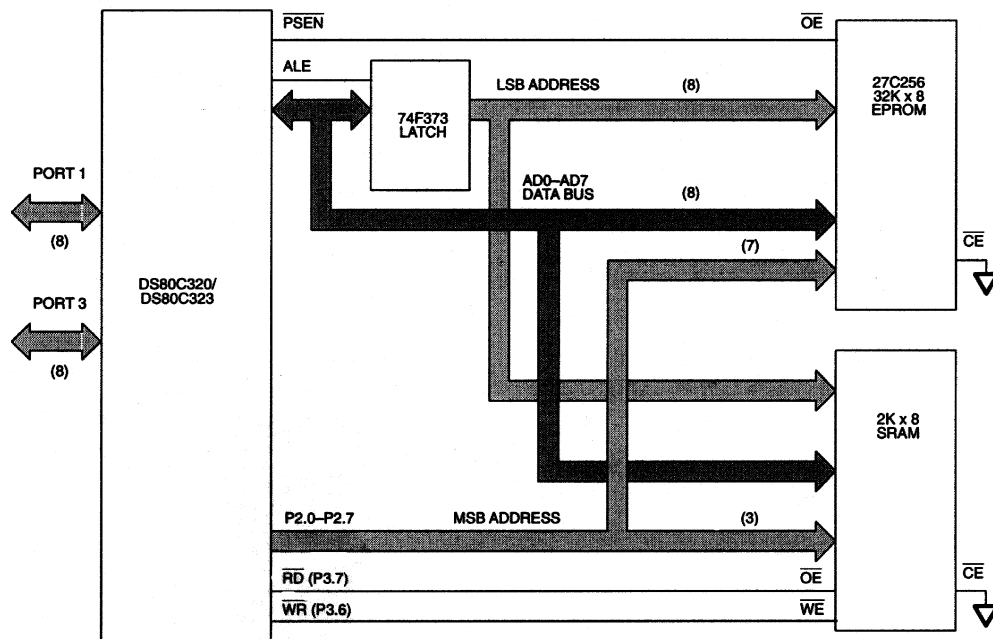 PSEN
OE
ALE
LSB ADDRESS
(8)
27C256
32K x 8
EPROM
74F373
LATCH
PORT 1
(8)
AD0–AD7
DATA BUS
(8)
(7)
CE
DS80C320/
DS80C323
PORT 3
(8)
2K x 8
SRAM
P2.0–P2.7
MSB ADDRESS
(3)
RD (P3.7)
OE
CE
WR (P3.6)
WE